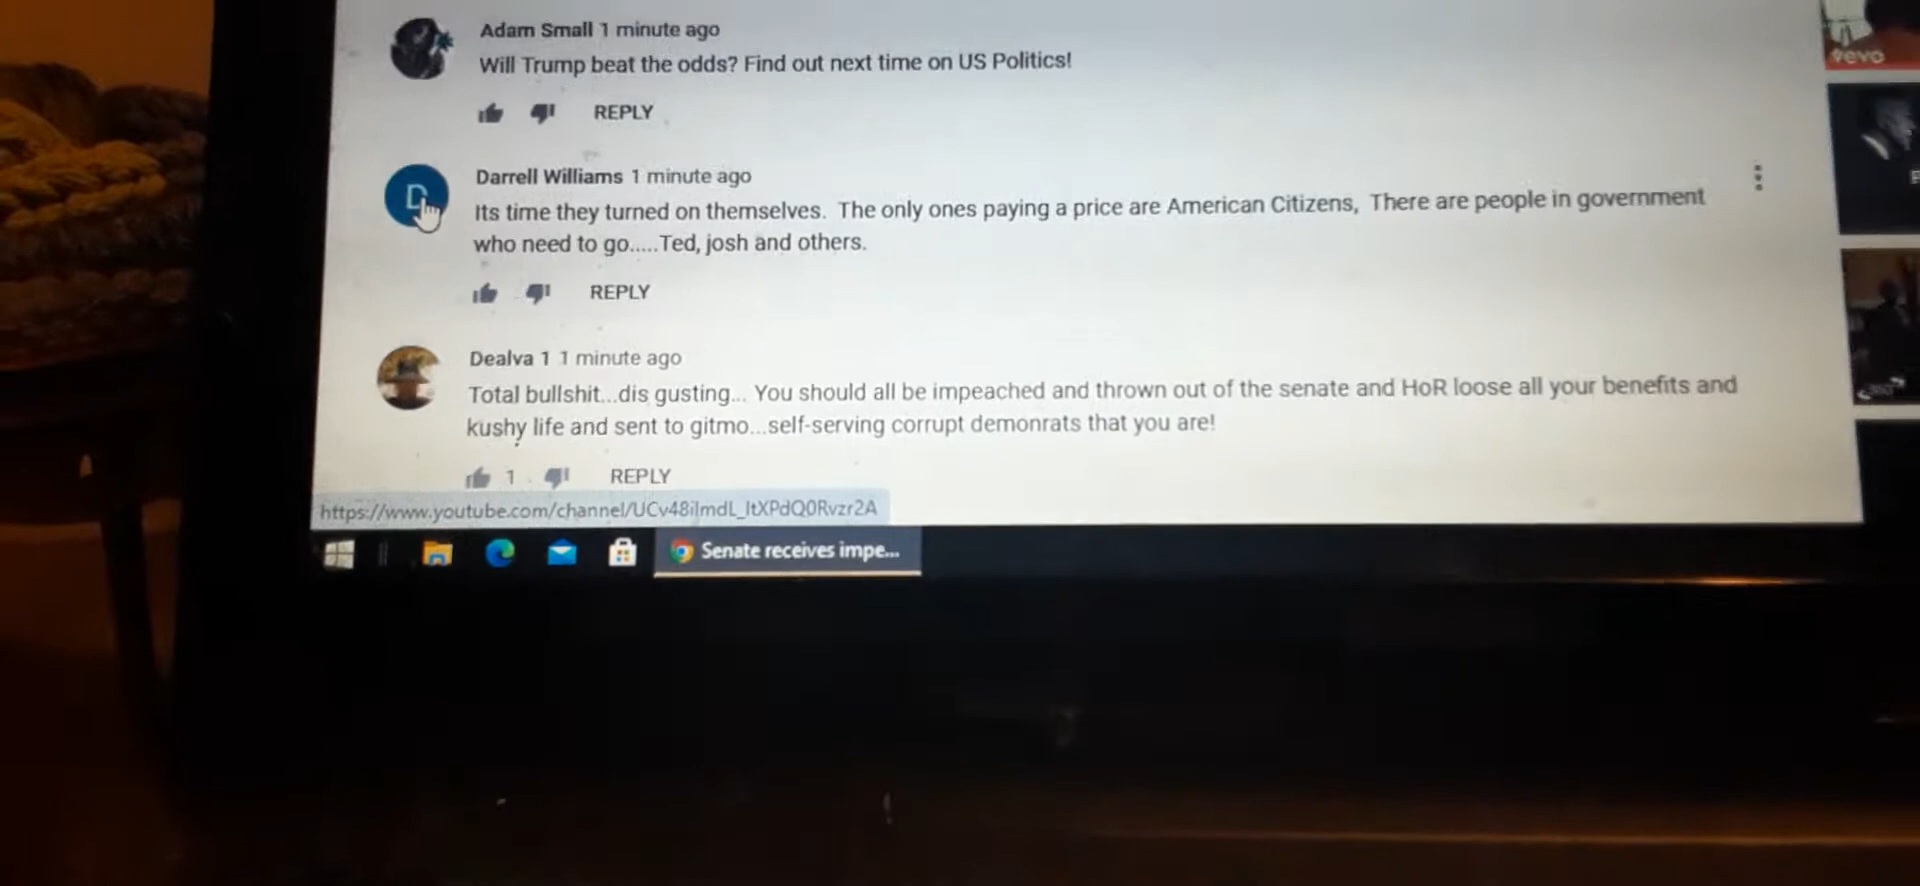 Adam Small 1 minute ago
Will Trump beat the odds? Find out next time on US Politics!
REPLY
D
Darrell Williams 1 minute ago
Its time they turned on themselves. The only ones paying a price are American Citizens, There are people in government
who need to go.....Ted, josh and others.
REPLY
Dealva 1 1 minute ago
Total bullshit...dis gusting... You should all be impeached and thrown out of the senate and HoR loose all your benefits and
kushy life and sent to gitmo...self-serving corrupt demonrats that you are!
1 REPLY
https://www.youtube.com/channel/UCv48ilmdL_ltXPdQ0Rvzr2A
Senate receives impe...
vevo